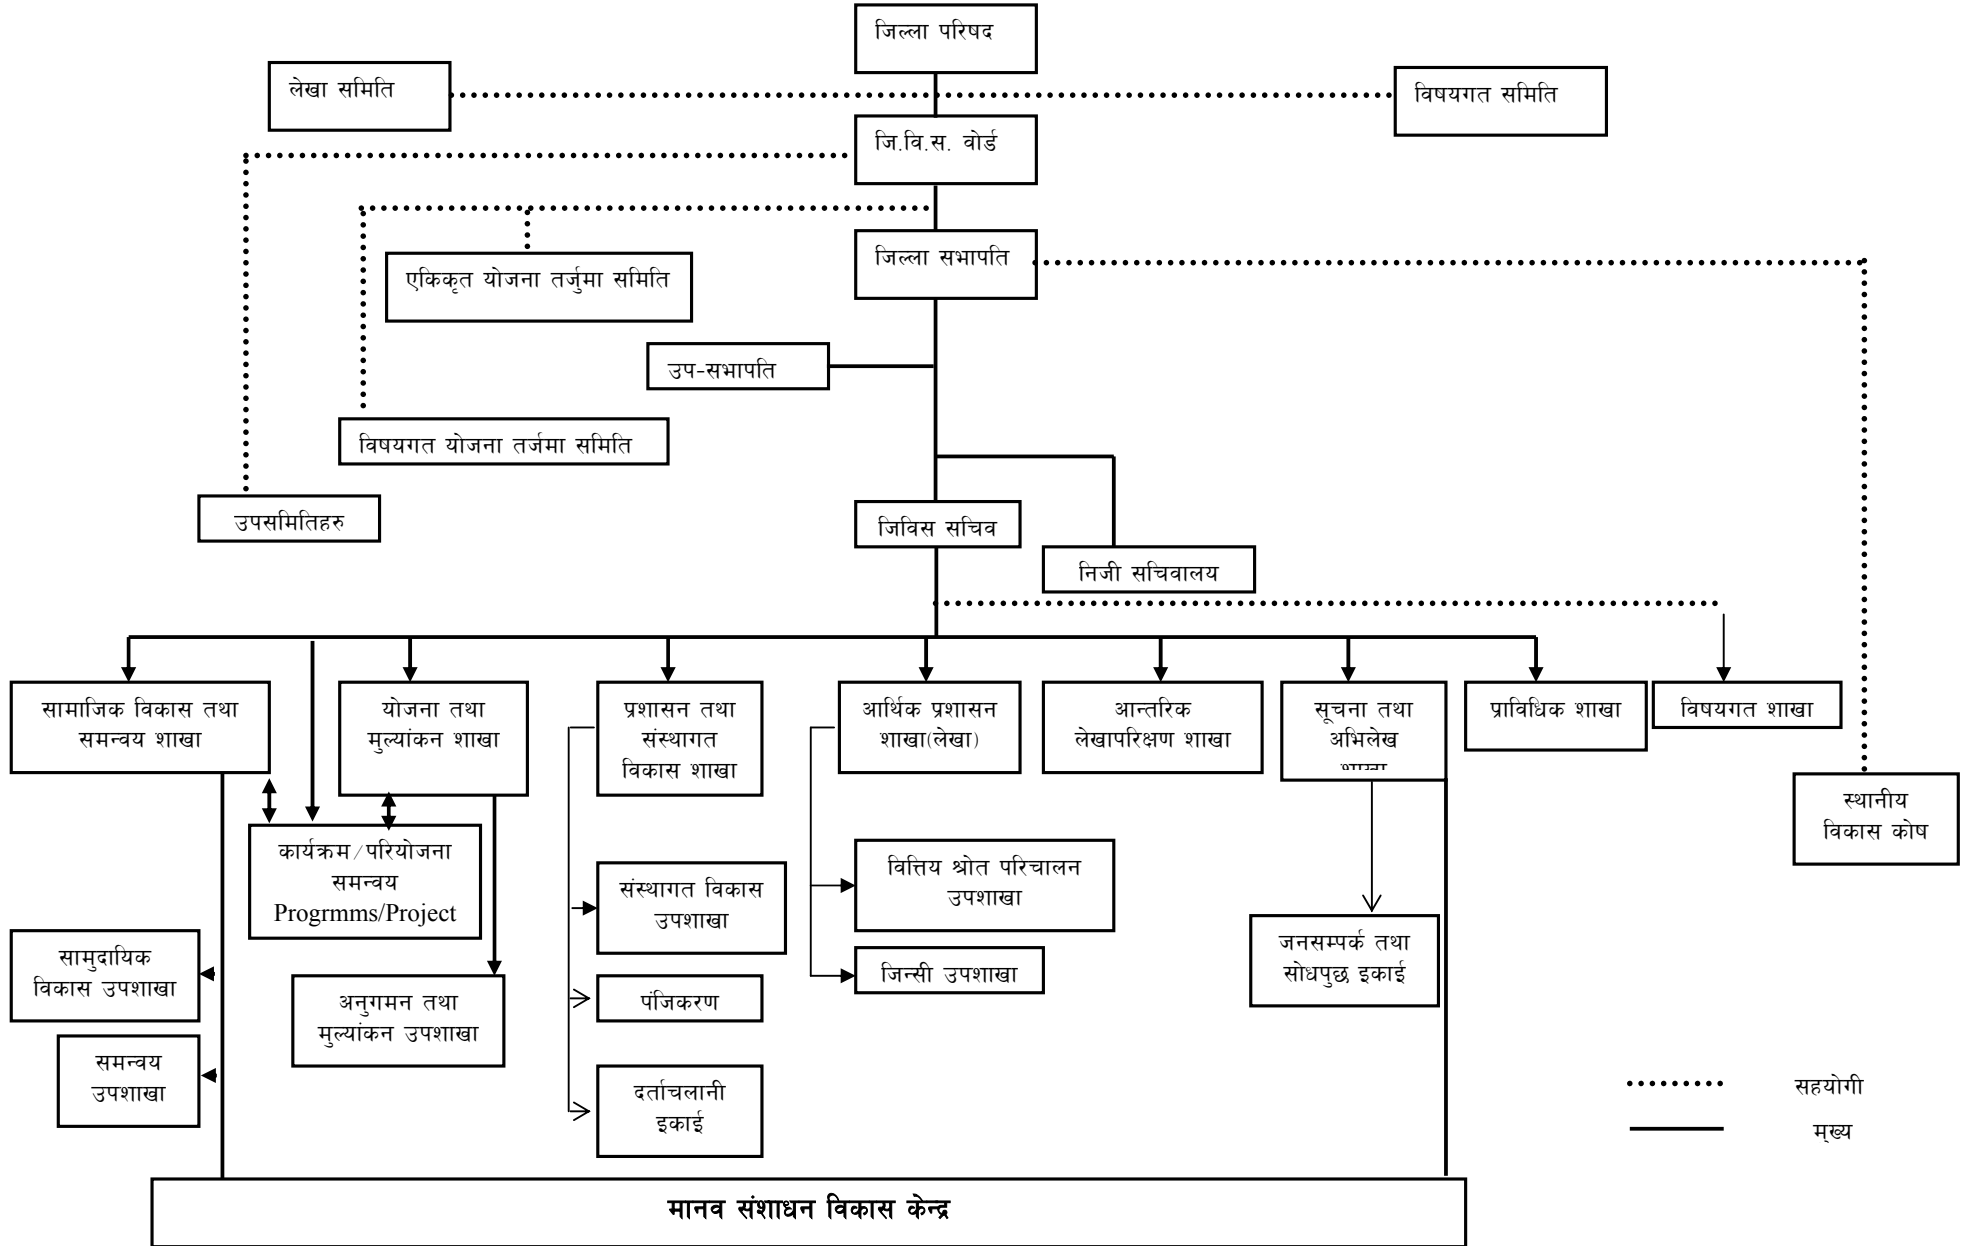 जिल्ला परिषद
लेखा समिति
विषयगत समिति
जि.वि.स. वोर्ड
जिल्ला सभापति
एकिकृत योजना तर्जुमा समिति
उप-सभापति
विषयगत योजना तर्जमा समिति
उपसमितिहरु
जिविस सचिव
निजी सचिवालय
सामाजिक विकास तथा
समन्वय शाखा
योजना तथा
मुल्यांकन शाखा
प्रशासन तथा
संस्थागत
विकास शाखा
आर्थिक प्रशासन
शाखा(लेखा)
आन्तरिक
लेखापरिक्षण शाखा
सूचना तथा
अभिलेख
प्राविधिक शाखा
विषयगत शाखा
स्थानीय
विकास कोष
कार्यक्रम/परियोजना
समन्वय
Progrmms/Project
संस्थागत विकास
उपशाखा
वित्तिय श्रोत परिचालन
उपशाखा
जिन्सी उपशाखा
जनसम्पर्क तथा
सोधपुछ इकाई
सामुदायिक
विकास उपशाखा
अनुगमन तथा
मुल्यांकन उपशाखा
पंजिकरण
समन्वय
उपशाखा
दर्ताचलानी
इकाई
सहयोगी
मुख्य
मानव संशाधन विकास केन्द्र